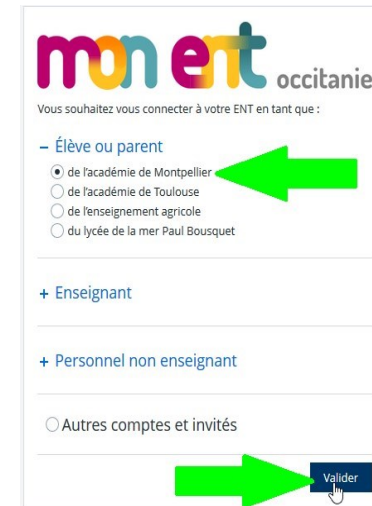 mon ent occitanie
Vous souhaitez vous connecter à votre ENT en tant que :
– Élève ou parent
de l'académie de Montpellier
de l'académie de Toulouse
de l'enseignement agricole
du lycée de la mer Paul Bousquet
+ Enseignant
+ Personnel non enseignant
Autres comptes et invités
Valider